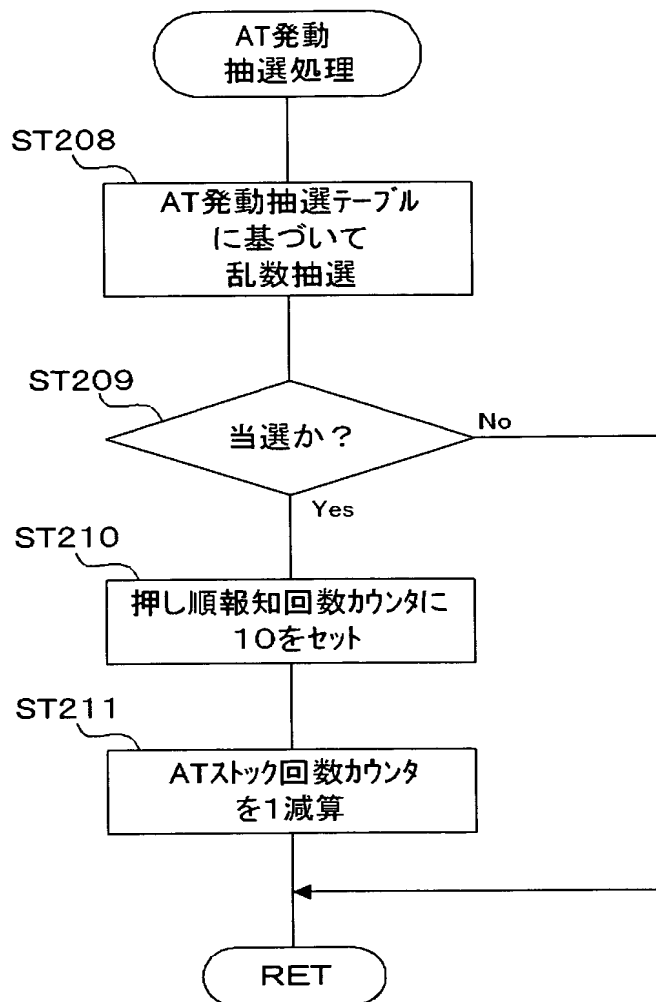 AT発動
抽選処理
ST208
AT発動抽選テーブル
に基づいて
乱数抽選
ST209
当選か？
No
Yes
ST210
押し順報知回数カウンタに
１０をセット
ST211
ATストック回数カウンタ
を１減算
RET